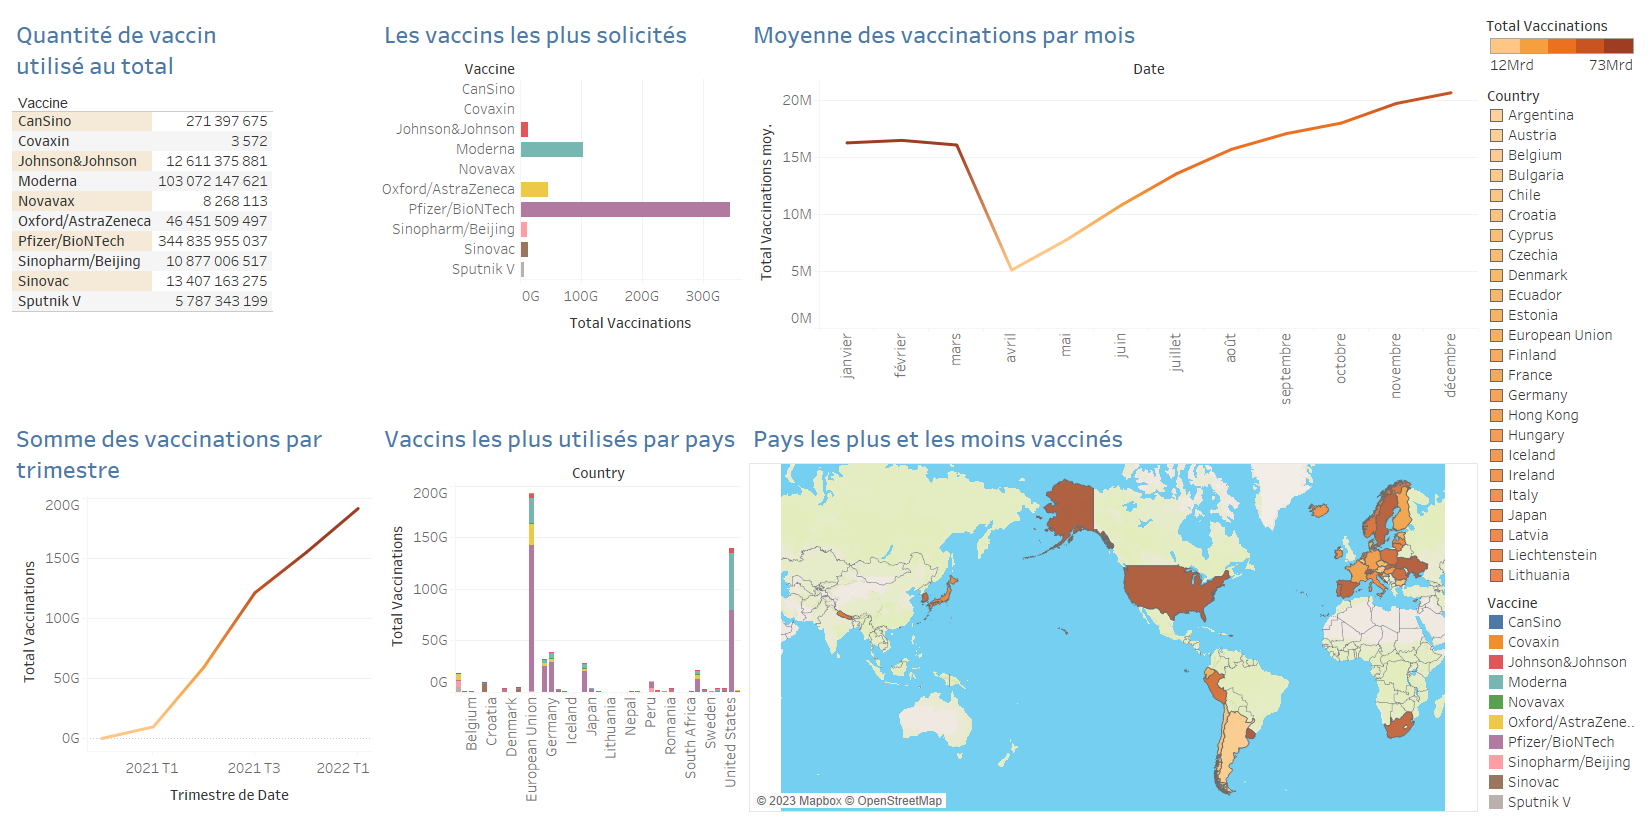 Quantité de vaccin
utilisé au total
Vaccine
CanSino 271 397 675
Covaxin 3 572
Johnson&Johnson 12 611 375 881
Moderna 103 072 147 621
Novavax 8 268 113
Oxford/AstraZeneca 46 451 509 497
Pfizer/BioNTech 344 835 955 037
Sinopharm/Beijing 10 877 006 517
Sinovac 13 407 163 275
Sputnik V 5 787 343 199
Les vaccins les plus solicités
Vaccine
CanSino
Covaxin
Johnson&Johnson
Moderna
Novavax
Oxford/AstraZeneca
Pfizer/BioNTech
Sinopharm/Beijing
Sinovac
Sputnik V
0G 100G 200G 300G
Total Vaccinations
Moyenne des vaccinations par mois
Date
Total Vaccinations moy.
20M
15M
10M
5M
0M
janvier
février
mars
avril
mai
juin
juillet
août
septembre
octobre
novembre
décembre
Somme des vaccinations par
trimestre
Total Vaccinations
200G
150G
100G
50G
0G
2021 T1 2021 T3 2022 T1
Trimestre de Date
Vaccins les plus utilisés par pays
Country
Total Vaccinations
200G
150G
100G
50G
0G
Belgium
Croatia
Denmark
European Union
Germany
Iceland
Japan
Lithuania
Nepal
Peru
Romania
South Africa
Sweden
United States
Pays les plus et les moins vaccinés
© 2023 Mapbox © OpenStreetMap
Total Vaccinations
12Mrd 73Mrd
Country
Argentina
Austria
Belgium
Bulgaria
Chile
Croatia
Cyprus
Czechia
Denmark
Ecuador
Estonia
European Union
Finland
France
Germany
Hong Kong
Hungary
Iceland
Ireland
Italy
Japan
Latvia
Liechtenstein
Lithuania
Vaccine
CanSino
Covaxin
Johnson&Johnson
Moderna
Novavax
Oxford/AstraZene..
Pfizer/BioNTech
Sinopharm/Beijing
Sinovac
Sputnik V